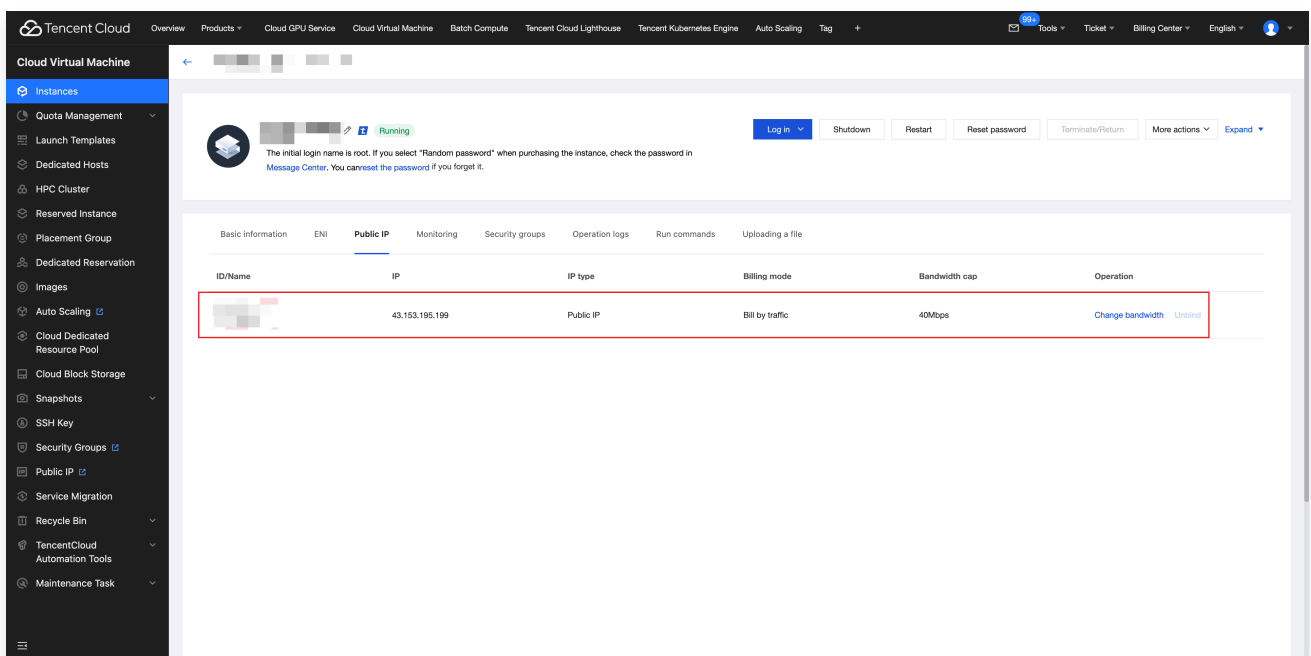 Tencent Cloud Overview Products Cloud GPU Service Cloud Virtual Machine Batch Compute Tencent Cloud Lighthouse Tencent Kubernetes Engine Auto Scaling Tag + 99+ Tools Ticket Billing Center English
Cloud Virtual Machine
Instances
Quota Management
Launch Templates
Dedicated Hosts
HPC Cluster
Reserved Instance
Placement Group
Dedicated Reservation
Images
Auto Scaling
Cloud Dedicated
Resource Pool
Cloud Block Storage
Snapshots
SSH Key
Security Groups
Public IP
Service Migration
Recycle Bin
TencentCloud
Automation Tools
Maintenance Task
Running
Log in Shutdown Restart Reset password Terminate/Return More actions Expand
The initial login name is root. If you select "Random password" when purchasing the instance, check the password in
Message Center. You canreset the password if you forget it.
Basic information ENI Public IP Monitoring Security groups Operation logs Run commands Uploading a file
ID/Name IP IP type Billing mode Bandwidth cap Operation
43.153.195.199 Public IP Bill by traffic 40Mbps Change bandwidth Unbind